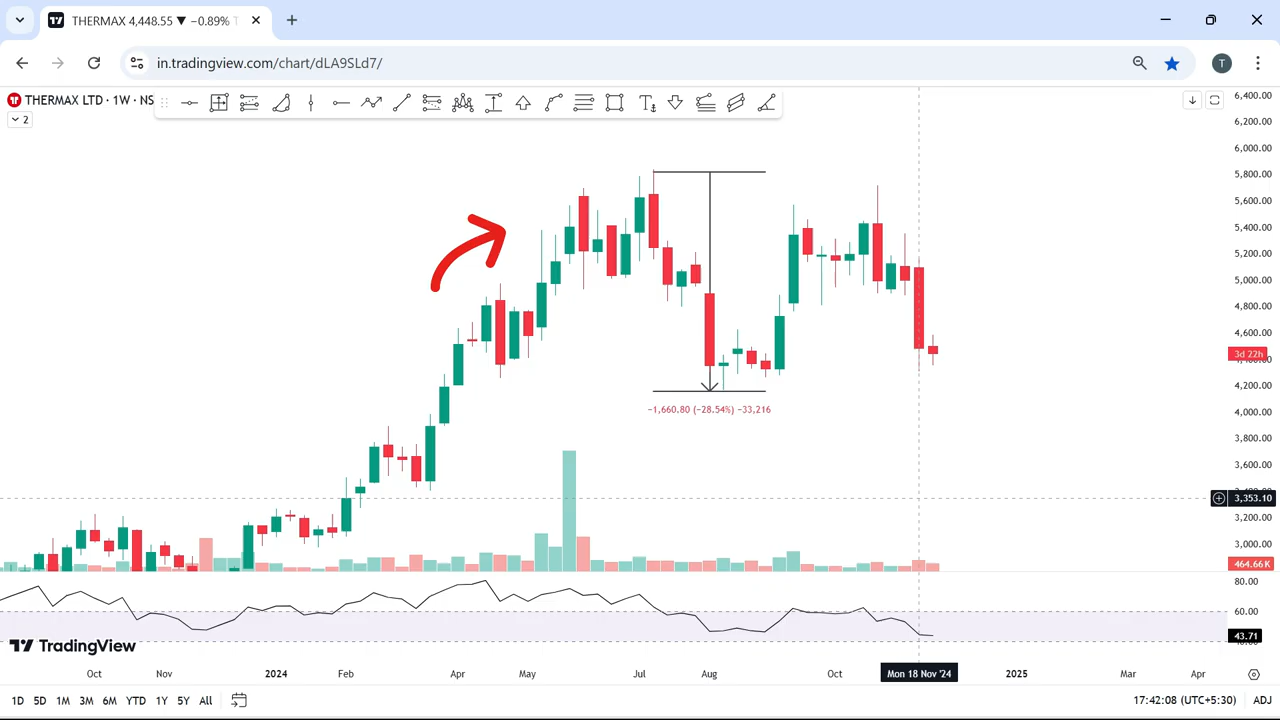 THERMAX 4,448.55 ▼ −0.89%
in.tradingview.com/chart/dLA9SLd7/
THERMAX LTD · 1W · NS
2
6,400.00
6,200.00
6,000.00
5,800.00
5,600.00
5,400.00
5,200.00
5,000.00
4,800.00
4,600.00
3d 22h
4,200.00
−1,660.80 (−28.54%) −33,216
4,000.00
3,800.00
3,600.00
3,353.10
3,200.00
3,000.00
464.66K
80.00
60.00
43.71
TradingView
Oct Nov 2024 Feb Apr May Jul Aug Oct Mon 18 Nov '24 2025 Mar Apr
1D 5D 1M 3M 6M YTD 1Y 5Y All 17:42:08 (UTC+5:30) ADJ